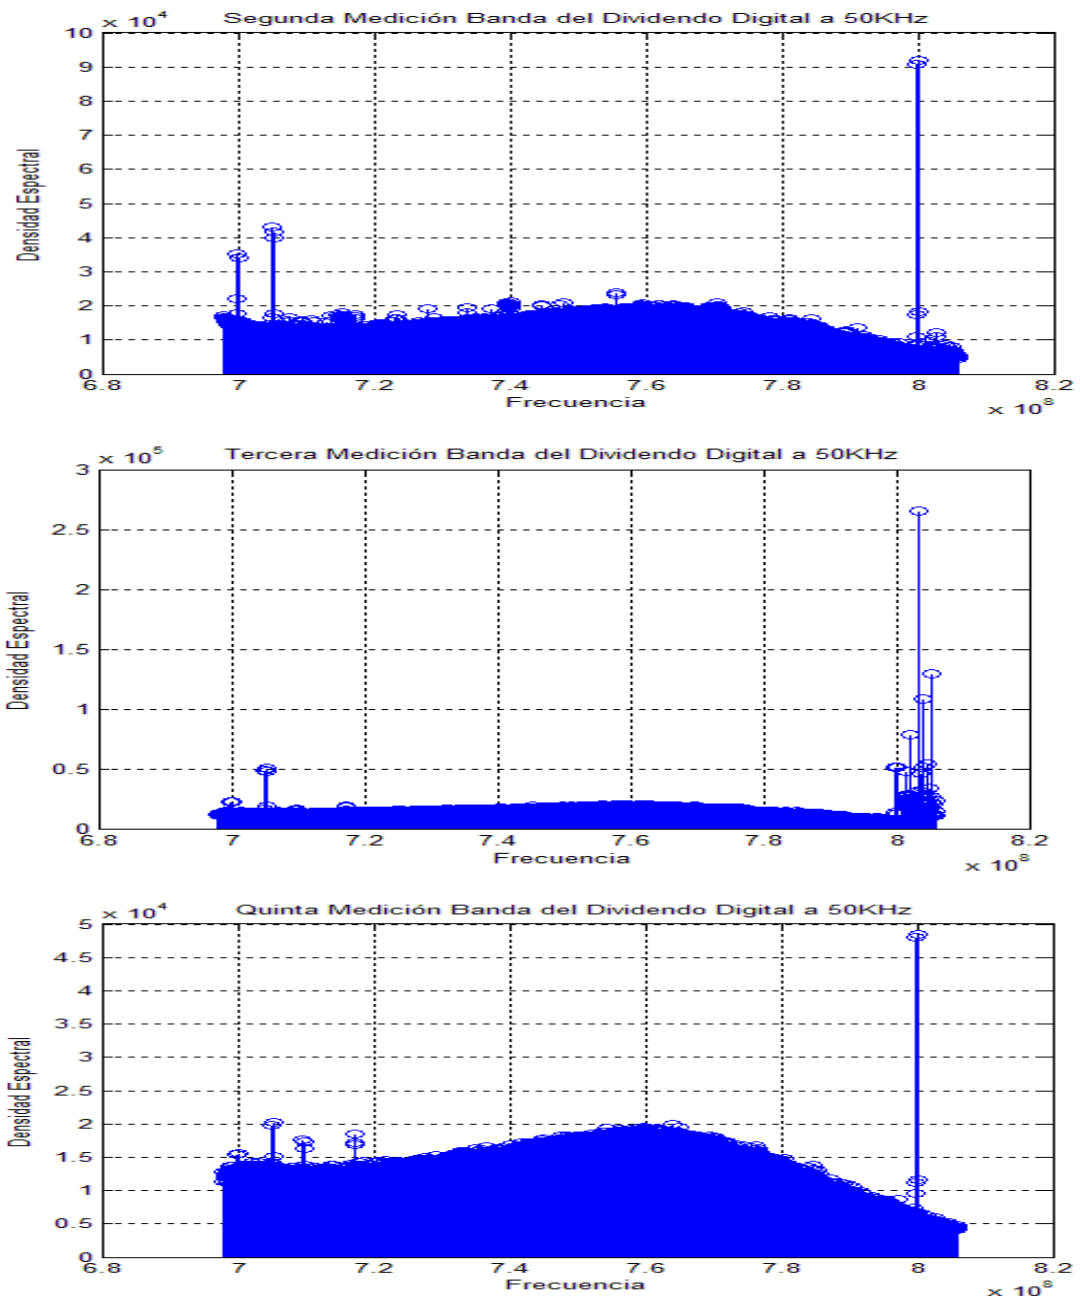 Segunda Medición Banda del Dividendo Digital a 50KHz
x 10^4
10
9
8
7
6
5
4
3
2
1
0
Densidad Espectral
6.8 7 7.2 7.4 7.6 7.8 8 8.2
Frecuencia
x 10^8
Tercera Medición Banda del Dividendo Digital a 50KHz
x 10^5
3
2.5
2
1.5
1
0.5
0
Densidad Espectral
6.8 7 7.2 7.4 7.6 7.8 8 8.2
Frecuencia
x 10^8
Quinta Medición Banda del Dividendo Digital a 50KHz
x 10^4
5
4.5
4
3.5
3
2.5
2
1.5
1
0.5
0
Densidad Espectral
6.8 7 7.2 7.4 7.6 7.8 8 8.2
Frecuencia
x 10^8